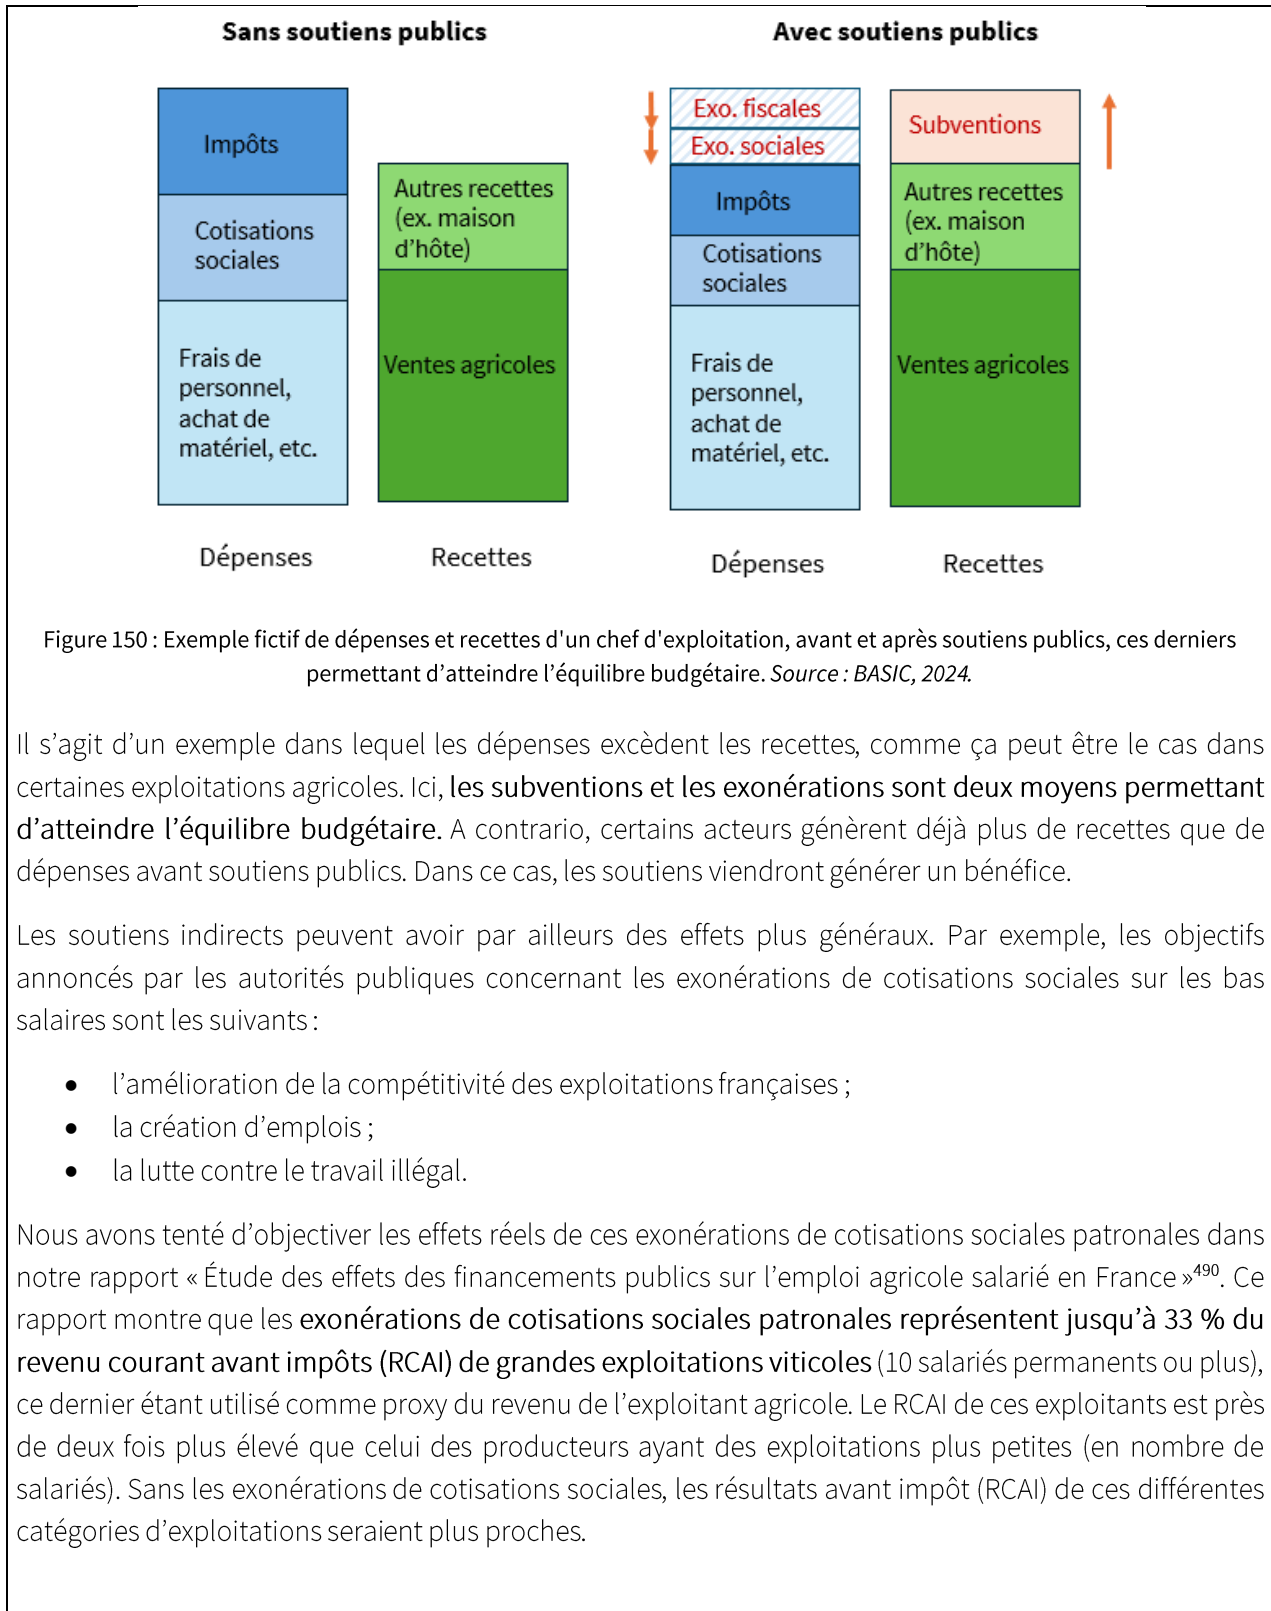 Sans soutiens publics
Impôts
Cotisations
sociales
Frais de
personnel,
achat de
matériel, etc.
Autres recettes
(ex. maison
d'hôte)
Ventes agricoles
Dépenses
Recettes
Avec soutiens publics
Exo. fiscales
Exo. sociales
Impôts
Cotisations
sociales
Frais de
personnel,
achat de
matériel, etc.
Subventions
Autres recettes
(ex. maison
d'hôte)
Ventes agricoles
Dépenses
Recettes
Figure 150 : Exemple fictif de dépenses et recettes d'un chef d'exploitation, avant et après soutiens publics, ces derniers
permettant d’atteindre l’équilibre budgétaire. Source : BASIC, 2024.
Il s’agit d’un exemple dans lequel les dépenses excèdent les recettes, comme ça peut être le cas dans
certaines exploitations agricoles. Ici, les subventions et les exonérations sont deux moyens permettant
d’atteindre l’équilibre budgétaire. A contrario, certains acteurs génèrent déjà plus de recettes que de
dépenses avant soutiens publics. Dans ce cas, les soutiens viendront générer un bénéfice.
Les soutiens indirects peuvent avoir par ailleurs des effets plus généraux. Par exemple, les objectifs
annoncés par les autorités publiques concernant les exonérations de cotisations sociales sur les bas
salaires sont les suivants :
• l’amélioration de la compétitivité des exploitations françaises ;
• la création d’emplois ;
• la lutte contre le travail illégal.
Nous avons tenté d’objectiver les effets réels de ces exonérations de cotisations sociales patronales dans
notre rapport « Étude des effets des financements publics sur l’emploi agricole salarié en France »490. Ce
rapport montre que les exonérations de cotisations sociales patronales représentent jusqu’à 33 % du
revenu courant avant impôts (RCAI) de grandes exploitations viticoles (10 salariés permanents ou plus),
ce dernier étant utilisé comme proxy du revenu de l’exploitant agricole. Le RCAI de ces exploitants est près
de deux fois plus élevé que celui des producteurs ayant des exploitations plus petites (en nombre de
salariés). Sans les exonérations de cotisations sociales, les résultats avant impôt (RCAI) de ces différentes
catégories d’exploitations seraient plus proches.